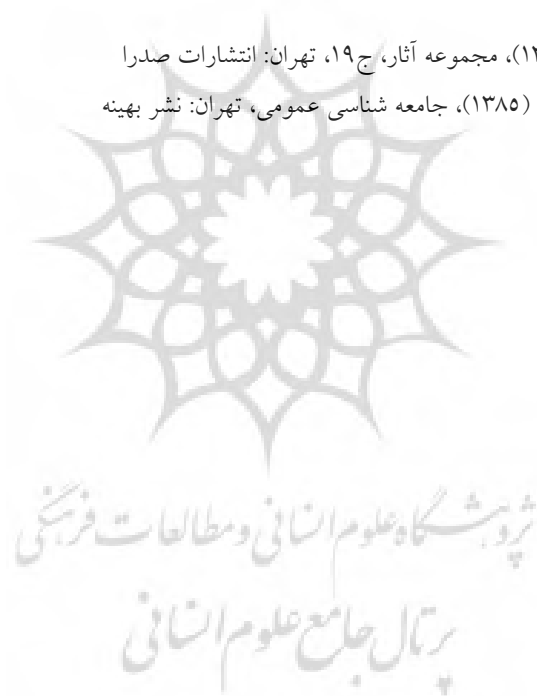 )، مجموعه آثار، ج۱۹، تهران: انتشارات صدرا
(۱۳۸۵)، جامعه شناسی عمومی، تهران: نشر بهینه
پژوهشگاه علوم انسانی و مطالعات فرهنگی
پرتال جامع علوم انسانی